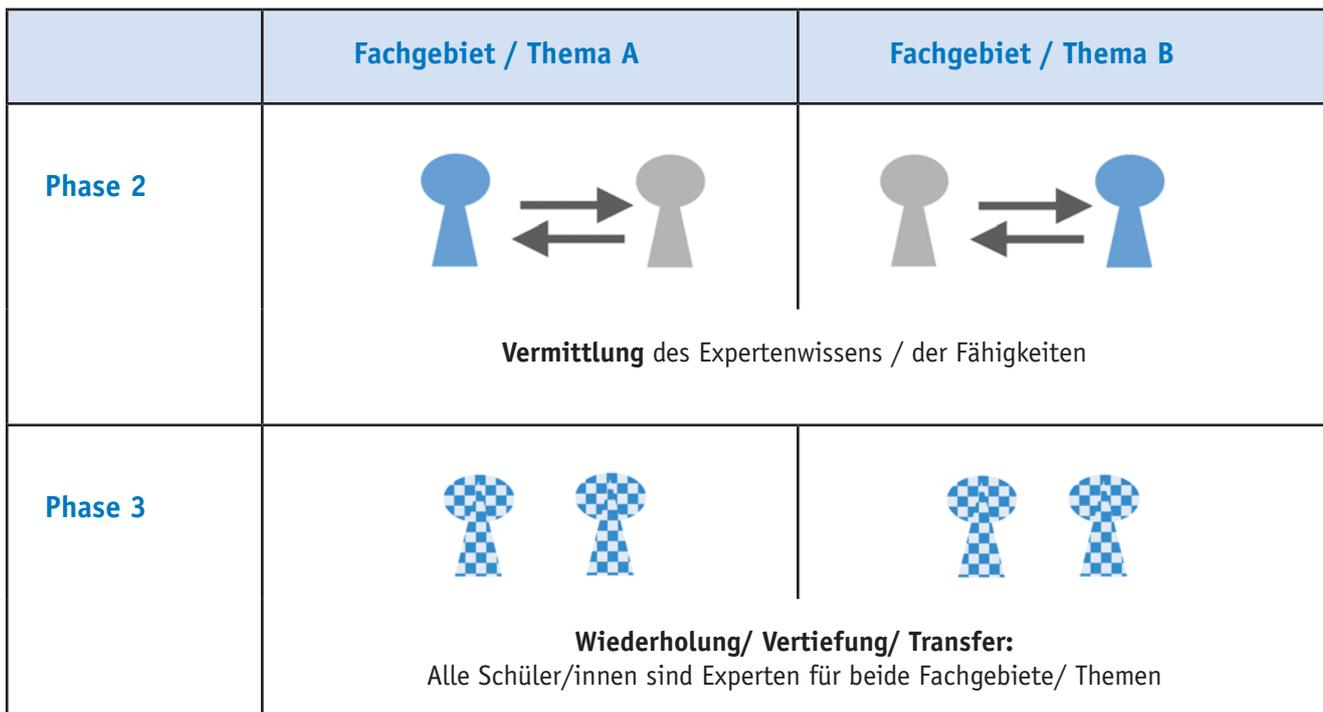 Fachgebiet / Thema A
Fachgebiet / Thema B
Phase 2
Vermittlung des Expertenwissens / der Fähigkeiten
Phase 3
Wiederholung/ Vertiefung/ Transfer:
Alle Schüler/innen sind Experten für beide Fachgebiete/ Themen